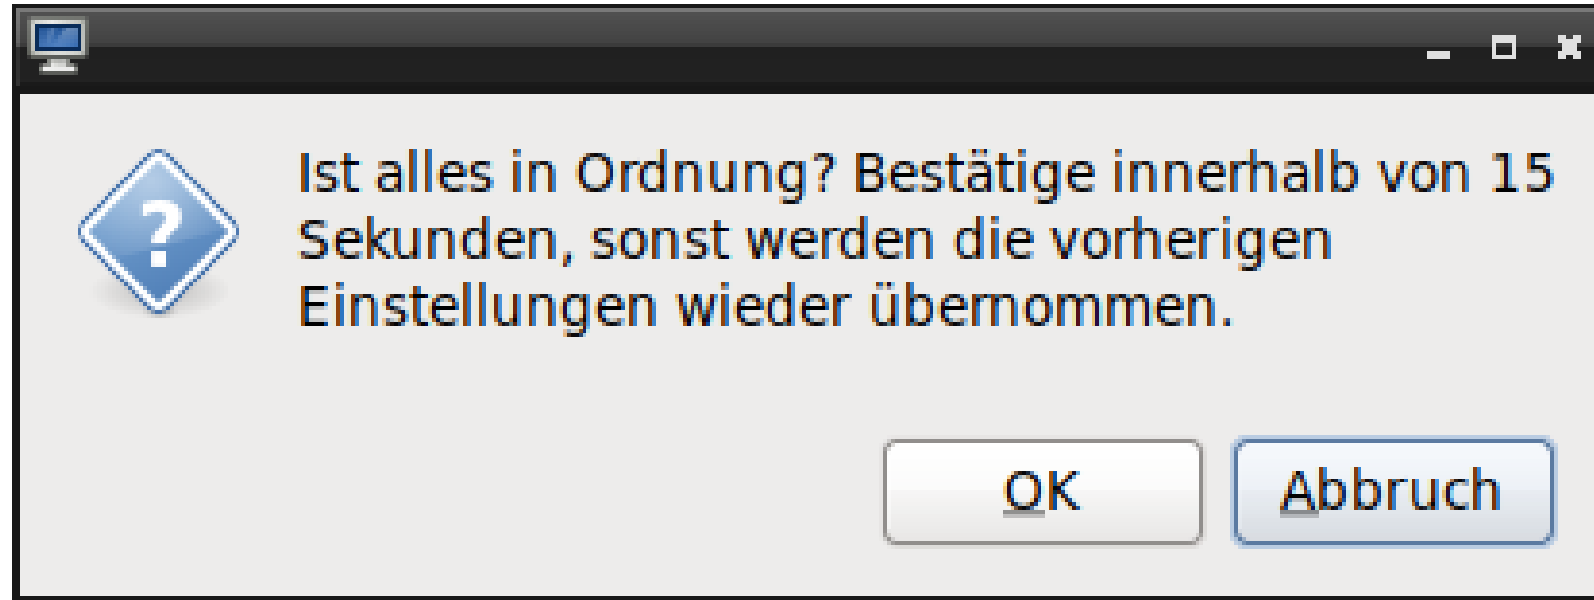 Ist alles in Ordnung? Bestätige innerhalb von 15
Sekunden, sonst werden die vorherigen
Einstellungen wieder übernommen.
OK
Abbruch